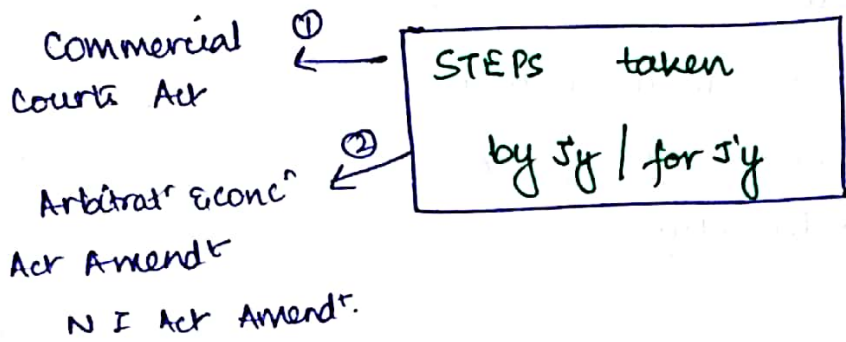 Commercial ①
Courts Act
STEPS taken
by J'y / for J'y
②
Arbitratⁿ & concⁿ
Act Amendt
N I Act Amendt.